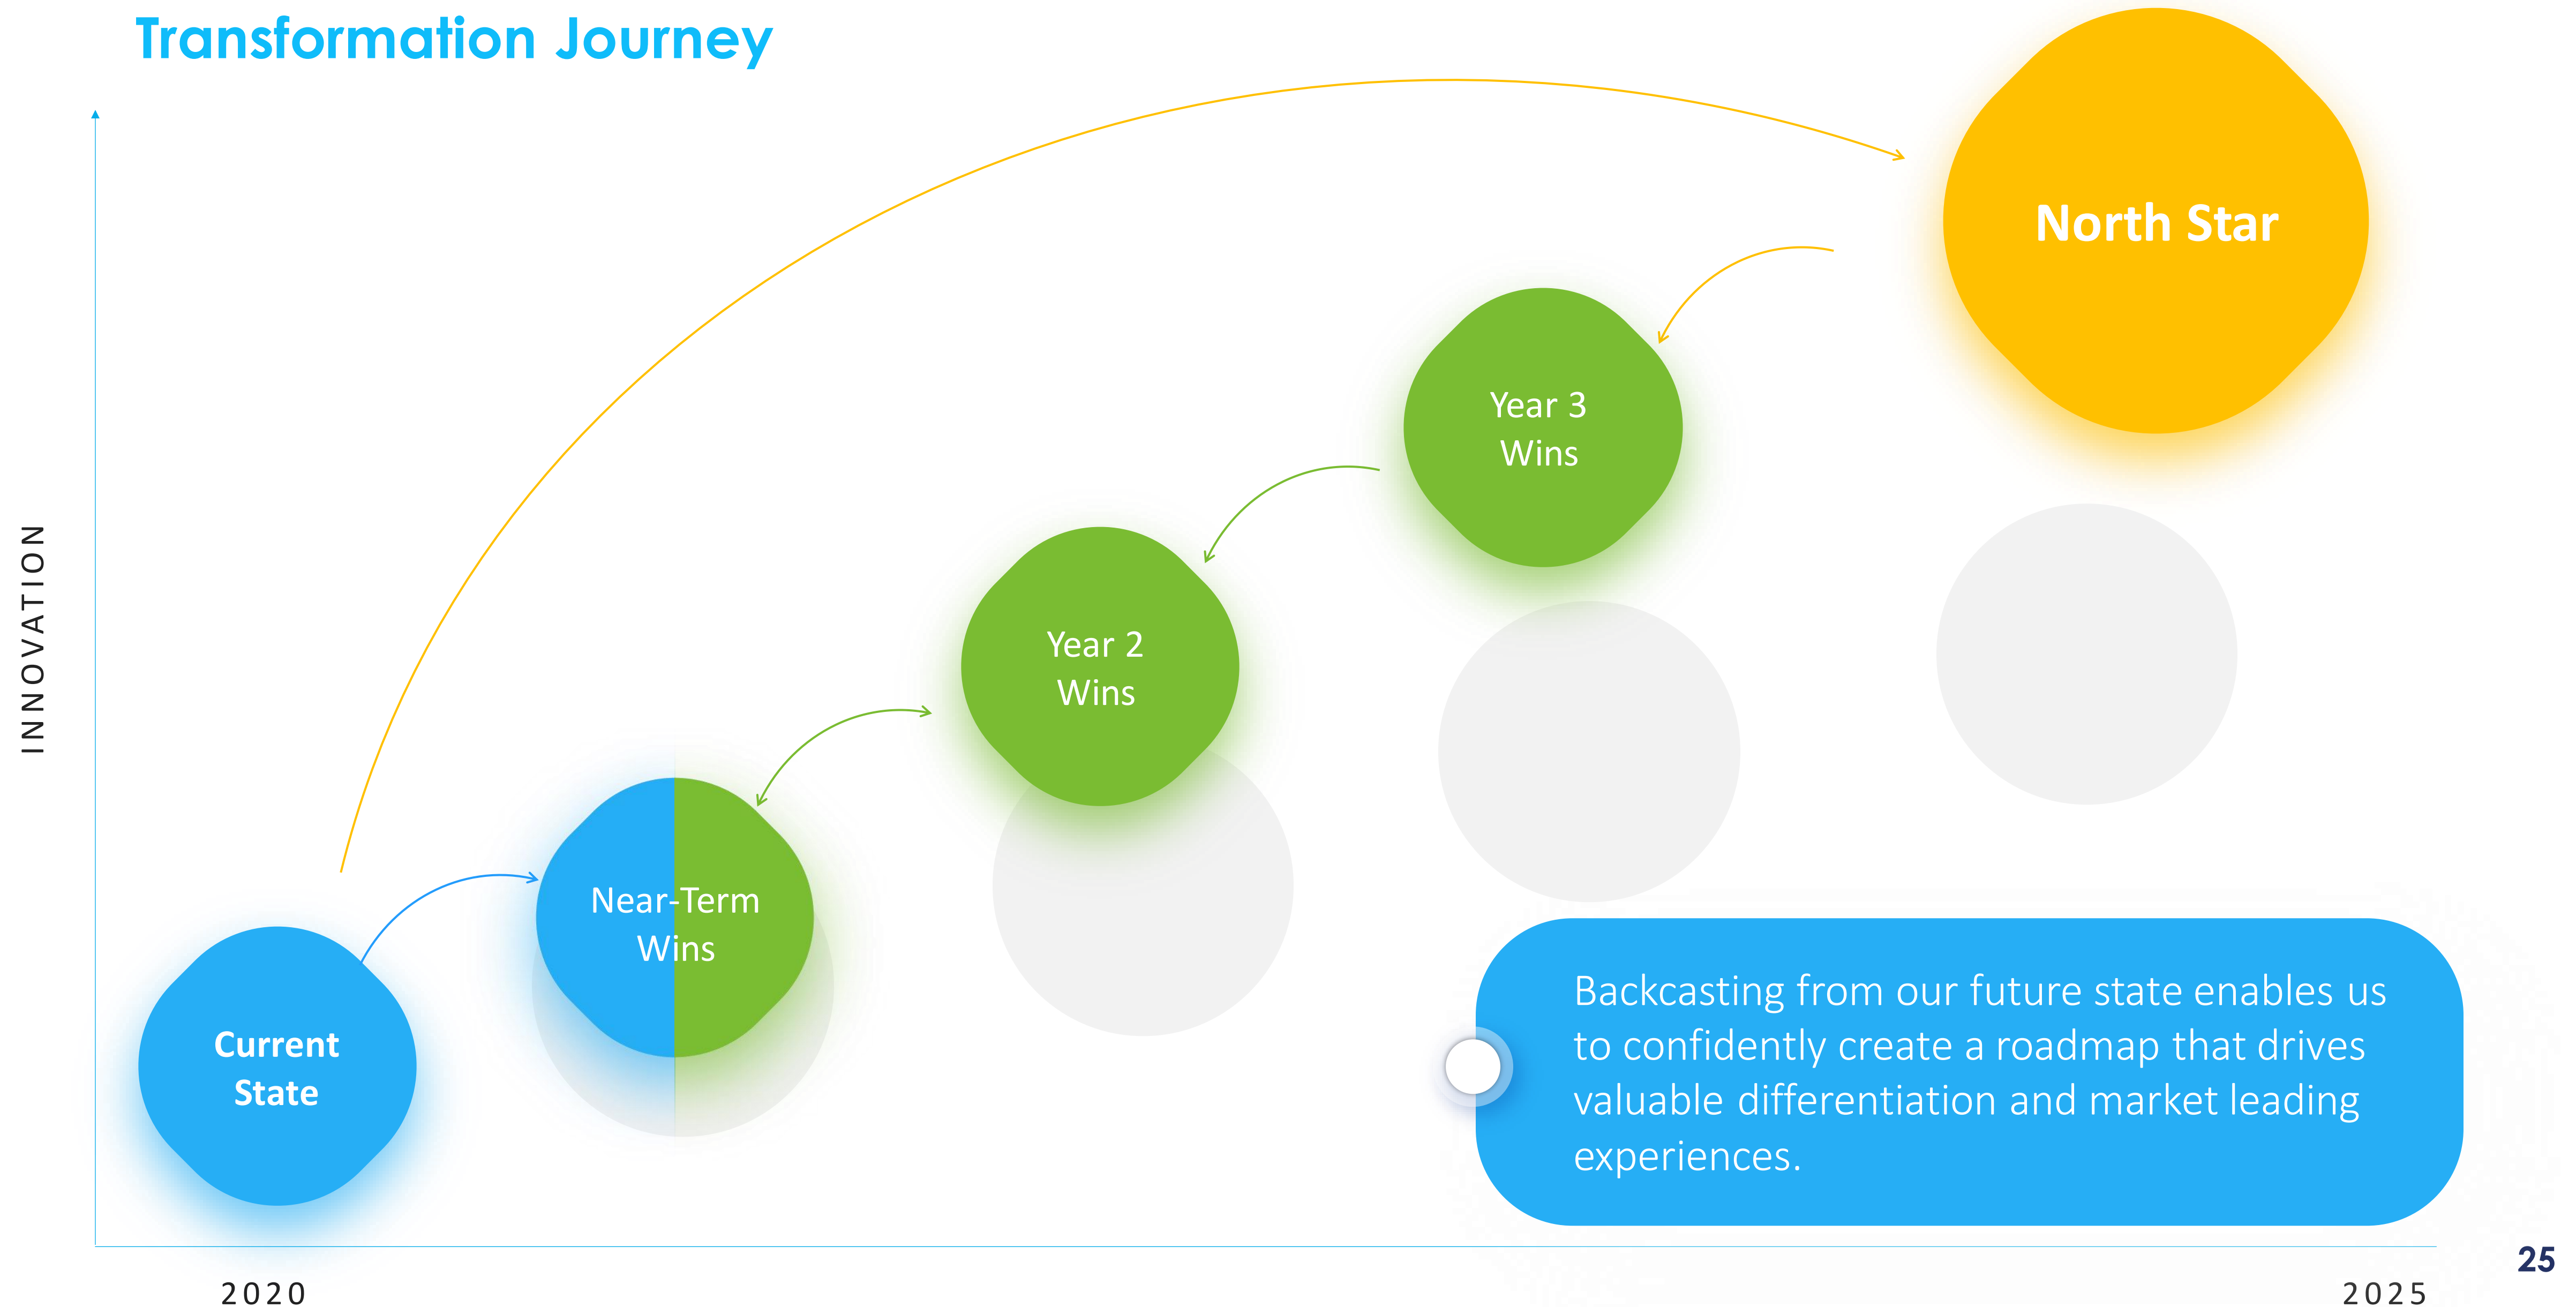 Transformation Journey
North Star
Year 3
Wins
Year 2
Wins
Near-Term
Wins
Current
State
INNOVATION
Backcasting from our future state enables us
to confidently create a roadmap that drives
valuable differentiation and market leading
experiences.
2020
2025
25